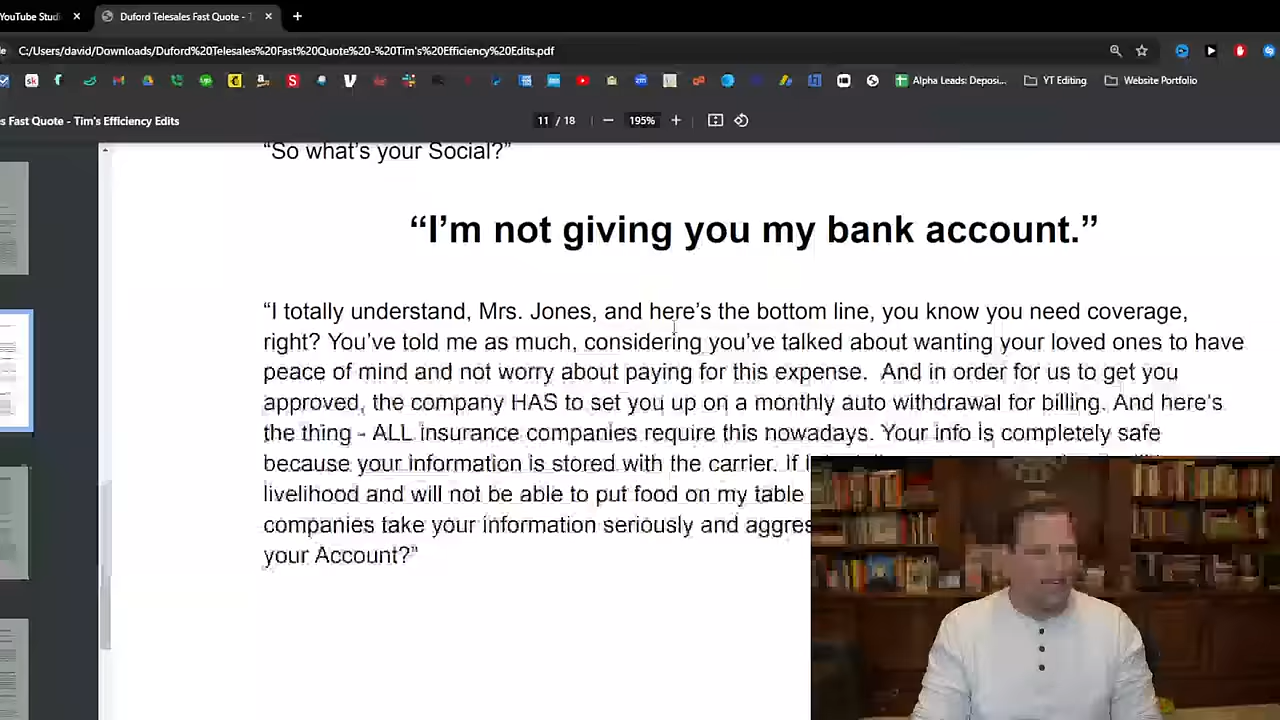 YouTube Studi
Duford Telesales Fast Quote -
C:/Users/david/Downloads/Duford%20Telesales%20Fast%20Quote%20-%20Tim's%20Efficiency%20Edits.pdf
Alpha Leads: Deposi...
YT Editing
Website Portfolio
s Fast Quote - Tim's Efficiency Edits
11 / 18
195%
“So what’s your Social?”
“I’m not giving you my bank account.”
“I totally understand, Mrs. Jones, and here’s the bottom line, you know you need coverage,
right? You’ve told me as much, considering you’ve talked about wanting your loved ones to have
peace of mind and not worry about paying for this expense.  And in order for us to get you
approved, the company HAS to set you up on a monthly auto withdrawal for billing. And here’s
the thing - ALL insurance companies require this nowadays. Your info is completely safe
because your information is stored with the carrier. If
livelihood and will not be able to put food on my table
companies take your information seriously and aggres
your Account?”